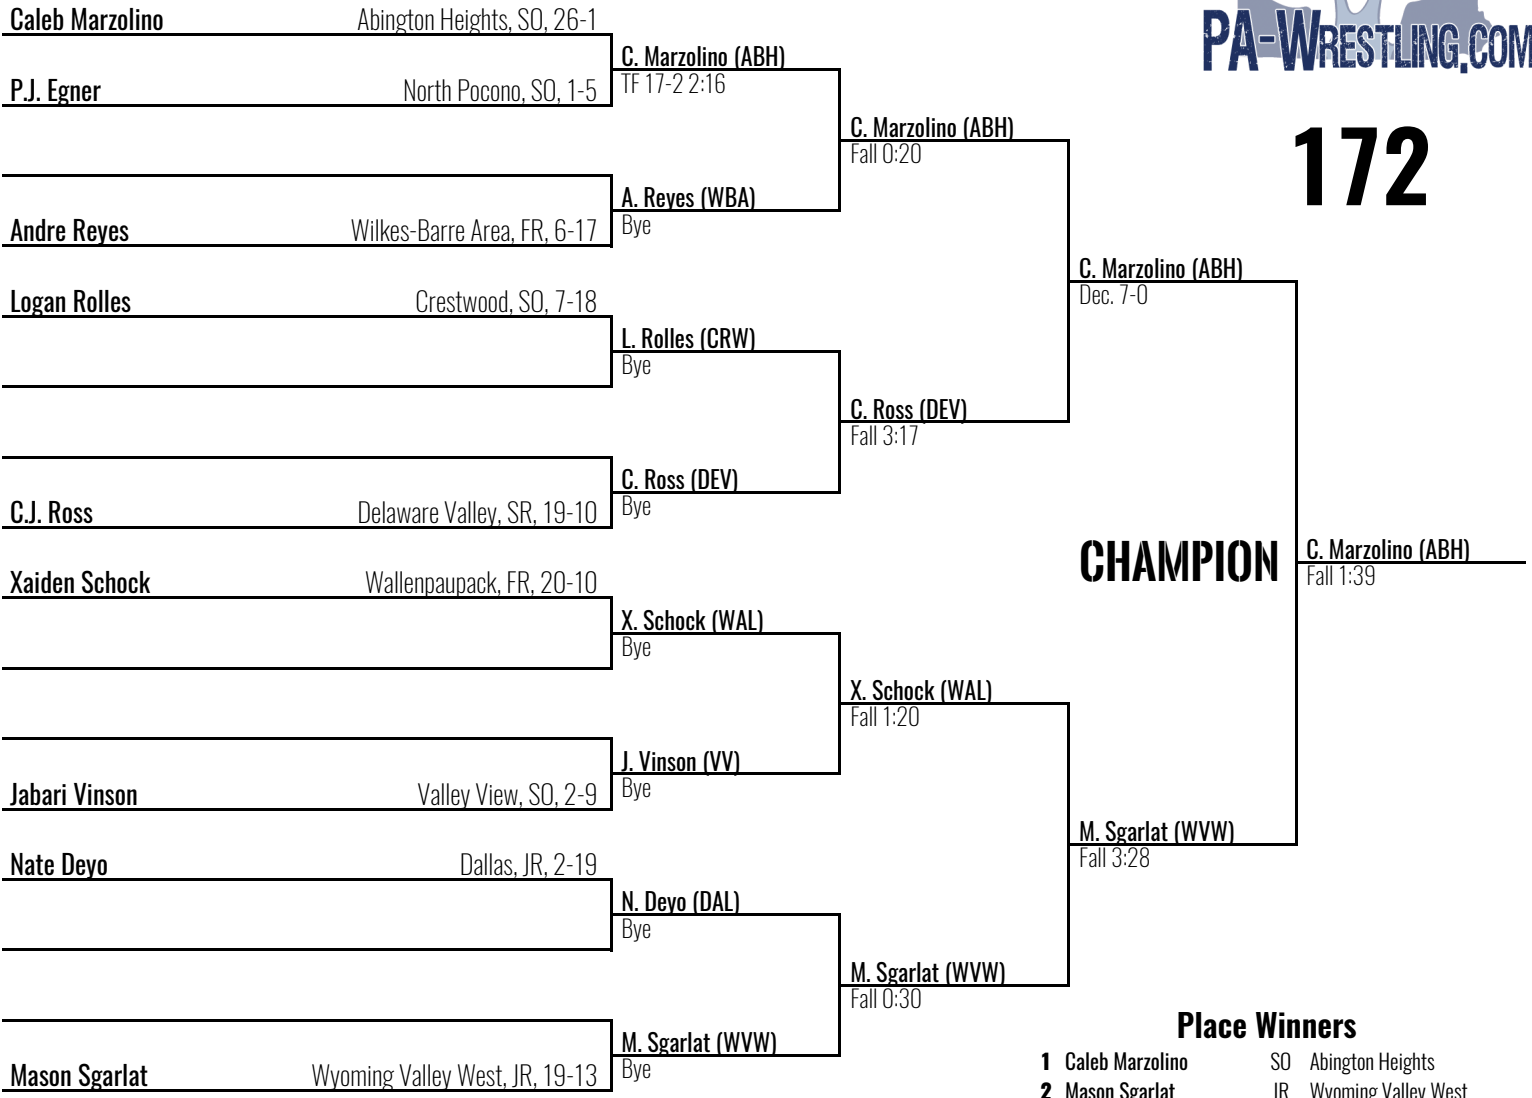 Caleb Marzolino Abington Heights, SO, 26-1
P.J. Egner North Pocono, SO, 1-5
Andre Reyes Wilkes-Barre Area, FR, 6-17
Logan Rolles Crestwood, SO, 7-18
C.J. Ross Delaware Valley, SR, 19-10
Xaiden Schock Wallenpaupack, FR, 20-10
Jabari Vinson Valley View, SO, 2-9
Nate Deyo Dallas, JR, 2-19
Mason Sgarlat Wyoming Valley West, JR, 19-13
C. Marzolino (ABH)
TF 17-2 2:16
A. Reyes (WBA)
Bye
L. Rolles (CRW)
Bye
C. Ross (DEV)
Bye
X. Schock (WAL)
Bye
J. Vinson (VV)
Bye
N. Deyo (DAL)
Bye
M. Sgarlat (WVW)
Bye
C. Marzolino (ABH)
Fall 0:20
C. Ross (DEV)
Fall 3:17
X. Schock (WAL)
Fall 1:20
M. Sgarlat (WVW)
Fall 0:30
C. Marzolino (ABH)
Dec. 7-0
M. Sgarlat (WVW)
Fall 3:28
PA-WRESTLING.COM
172
CHAMPION
C. Marzolino (ABH)
Fall 1:39
Place Winners
1 Caleb Marzolino SO Abington Heights
2 Mason Sgarlat JR Wyoming Valley West